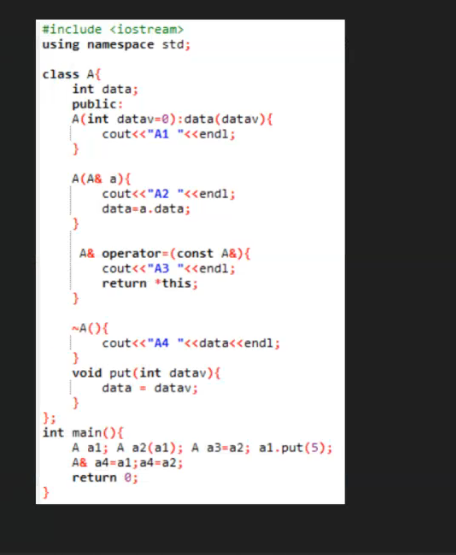 #include <iostream>
using namespace std;
class A{
int data;
public:
A(int datav=0):data(datav){
cout<<"A1 "<<endl;
}
A(A& a){
cout<<"A2 "<<endl;
data=a.data;
}
A& operator=(const A&){
cout<<"A3 "<<endl;
return *this;
}
~A(){
cout<<"A4 "<<data<<endl;
}
void put(int datav){
data = datav;
}
};
int main(){
A a1; A a2(a1); A a3=a2; a1.put(5);
A& a4=a1;a4=a2;
return 0;
}